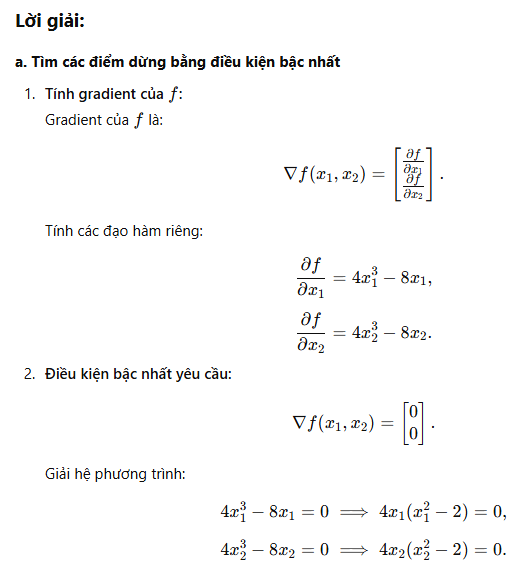 Lời giải:
a. Tìm các điểm dừng bằng điều kiện bậc nhất
1. Tính gradient của f:
Gradient của f là:
∇f(x₁, x₂) = [∂f/∂x₁ ∂f/∂x₂].
Tính các đạo hàm riêng:
∂f/∂x₁ = 4x₁³ − 8x₁,
∂f/∂x₂ = 4x₂³ − 8x₂.
2. Điều kiện bậc nhất yêu cầu:
∇f(x₁, x₂) = [0 0].
Giải hệ phương trình:
4x₁³ − 8x₁ = 0 ⟹ 4x₁(x₁² − 2) = 0,
4x₂³ − 8x₂ = 0 ⟹ 4x₂(x₂² − 2) = 0.